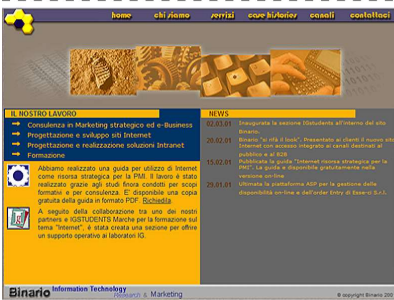 home chi siamo servizi case histories canali contattaci
IL NOSTRO LAVORO
Consulenza in Marketing strategico ed e-Business
Progettazione e sviluppo siti Internet
Progettazione e realizzazione soluzioni Intranet
Formazione
Abbiamo realizzato una guida per utilizzo di Internet
come risorsa strategica per la PMI. Il lavoro è stato
realizzato grazie agli studi finora condotti per scopi
formativi e per consulenza. E' disponibile una copia
gratuita della guida in formato PDF. Richiedila.
A seguito della collaborazione tra uno dei nostri
partners e IGSTUDENTS Marche per la formazione sul
tema "Internet", è stata creata una sezione per offrire
un supporto operativo ai laboratori IG.
NEWS
02.03.01 Inaugurata la sezione IGstudents all'interno del sito
Binario.
20.02.01 Binario "si rifà il look". Presentato ai clienti il nuovo sito
Internet con accesso integrato ai canali destinati al
pubblico e al B2B
15.02.01 Pubblicata la guida "Internet risorsa strategica per le
PMI". La guida è disponibile gratuitamente nella
versione on-line
25.01.01 Ultimata la piattaforma ASP per la gestione della
disponibilità on-line e dell'order Entry di Esse-ci S.r.l.
Binario Information Technology
Research & Marketing
© copyright Binario 200